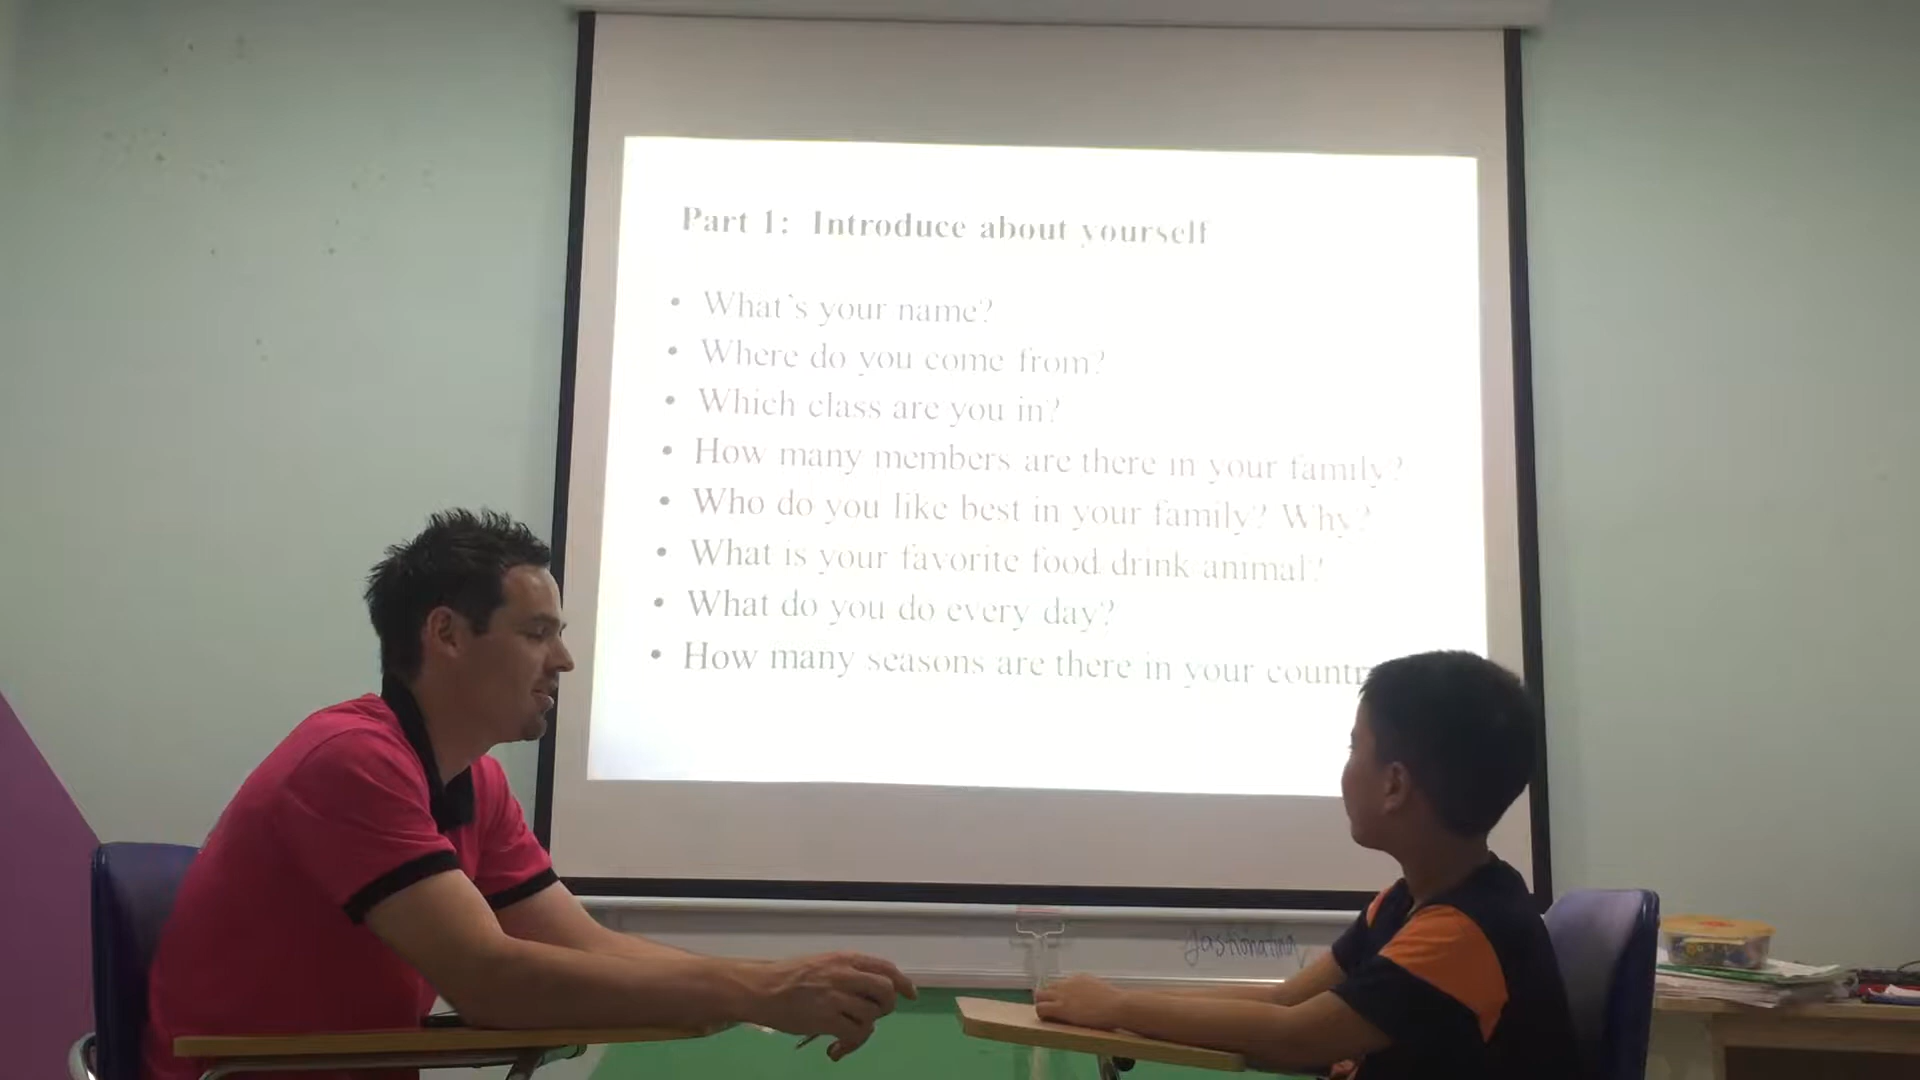 Part 1: Introduce about yourself
• What's your name?
• Where do you come from?
• Which class are you in?
• How many members are there in your family?
• Who do you like best in your family? Why?
• What is your favorite food drink animal?
• What do you do every day?
• How many seasons are there in your countr